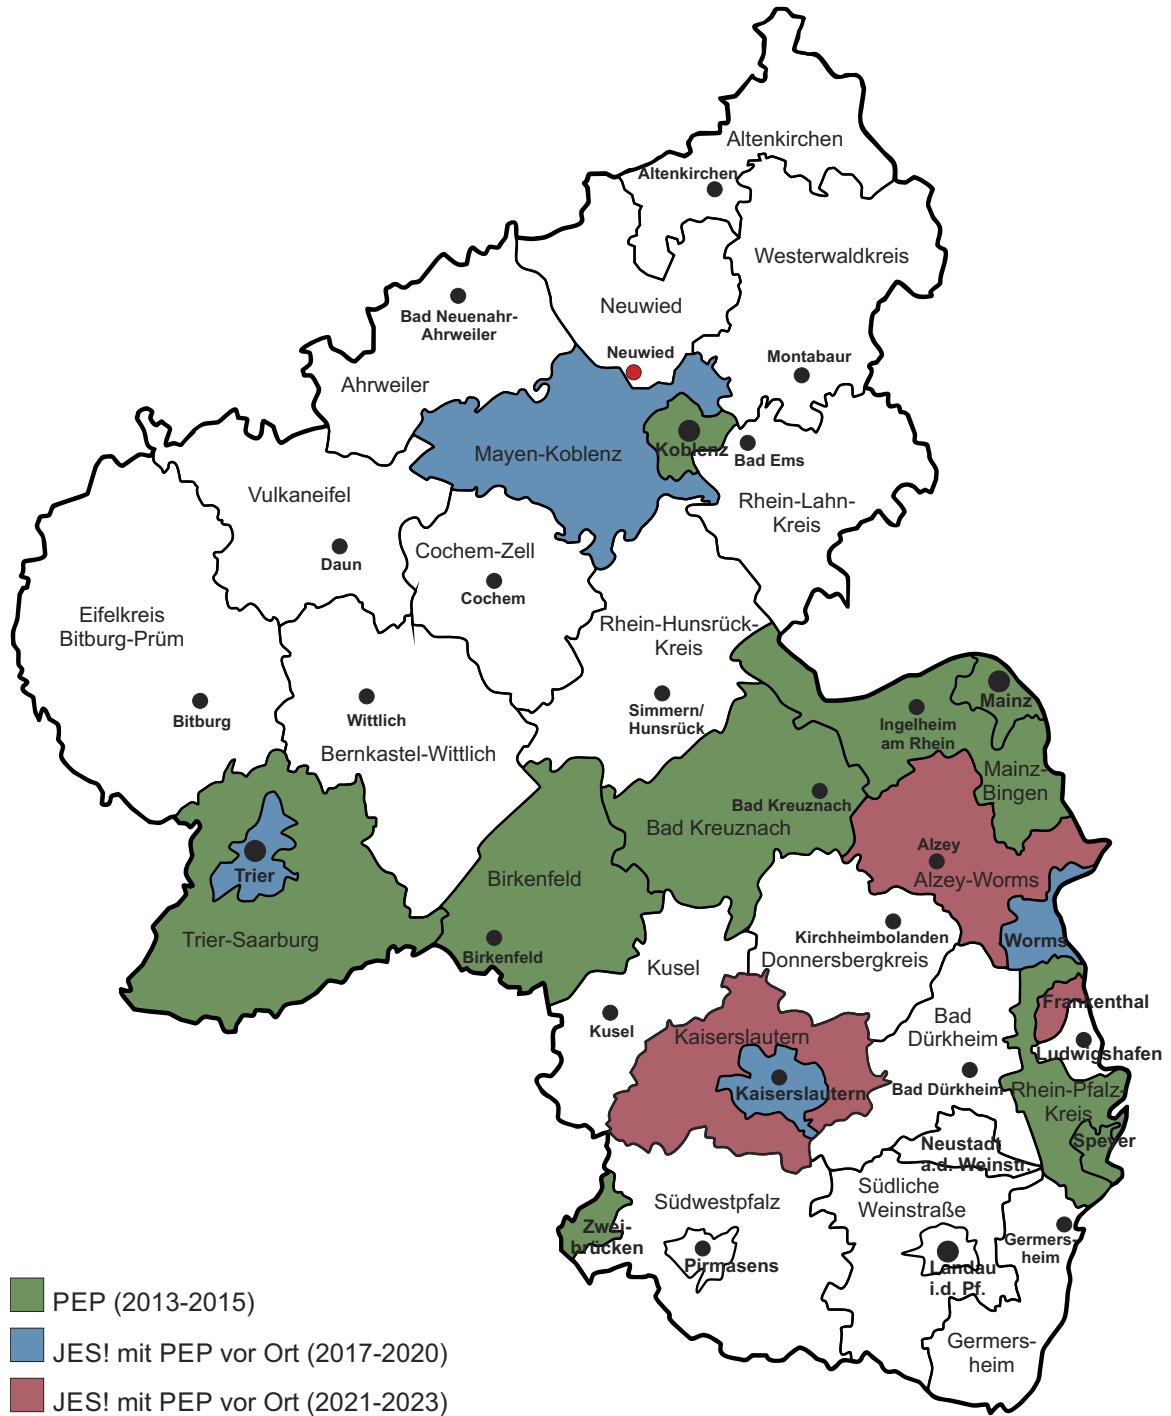 Altenkirchen
Altenkirchen
Westerwaldkreis
Neuwied
Bad Neuenahr-
Ahrweiler
Neuwied
Montabaur
Ahrweiler
Mayen-Koblenz
Koblenz
Bad Ems
Vulkaneifel
Rhein-Lahn-
Kreis
Cochem-Zell
Daun
Cochem
Eifelkreis
Bitburg-Prüm
Rhein-Hunsrück-
Kreis
Bitburg
Wittlich
Simmern/
Hunsrück
Mainz
Ingelheim
am Rhein
Bernkastel-Wittlich
Mainz-
Bingen
Bad Kreuznach
Bad Kreuznach
Alzey
Trier
Birkenfeld
Alzey-Worms
Trier-Saarburg
Birkenfeld
Kirchheimbolanden
Donnersbergkreis
Worms
Kusel
Kusel
Frankenthal
Bad
Dürkheim
Kaiserslautern
Ludwigshafen
Kaiserslautern
Bad Dürkheim
Rhein-Pfalz-
Kreis
Neustadt
a.d. Weinstr.
Speyer
Südwestpfalz
Südliche
Weinstraße
Zwei-
brücken
Pirmasens
Germers-
heim
Landau
i.d. Pf.
Germers-
heim
PEP (2013-2015)
JES! mit PEP vor Ort (2017-2020)
JES! mit PEP vor Ort (2021-2023)